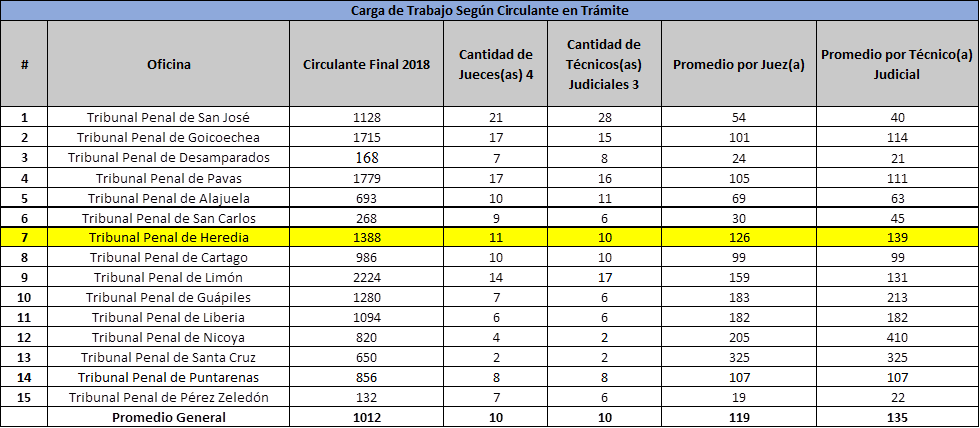 Carga de Trabajo Según Circulante en Trámite
# Oficina Circulante Final 2018 Cantidad de Jueces(as) 4 Cantidad de Técnicos(as) Judiciales 3 Promedio por Juez(a) Promedio por Técnico(a) Judicial
1 Tribunal Penal de San José 1128 21 28 54 40
2 Tribunal Penal de Goicoechea 1715 17 15 101 114
3 Tribunal Penal de Desamparados 168 7 8 24 21
4 Tribunal Penal de Pavas 1779 17 16 105 111
5 Tribunal Penal de Alajuela 693 10 11 69 63
6 Tribunal Penal de San Carlos 268 9 6 30 45
7 Tribunal Penal de Heredia 1388 11 10 126 139
8 Tribunal Penal de Cartago 986 10 10 99 99
9 Tribunal Penal de Limón 2224 14 17 159 131
10 Tribunal Penal de Guápiles 1280 7 6 183 213
11 Tribunal Penal de Liberia 1094 6 6 182 182
12 Tribunal Penal de Nicoya 820 4 2 205 410
13 Tribunal Penal de Santa Cruz 650 2 2 325 325
14 Tribunal Penal de Puntarenas 856 8 8 107 107
15 Tribunal Penal de Pérez Zeledón 132 7 6 19 22
Promedio General 1012 10 10 119 135